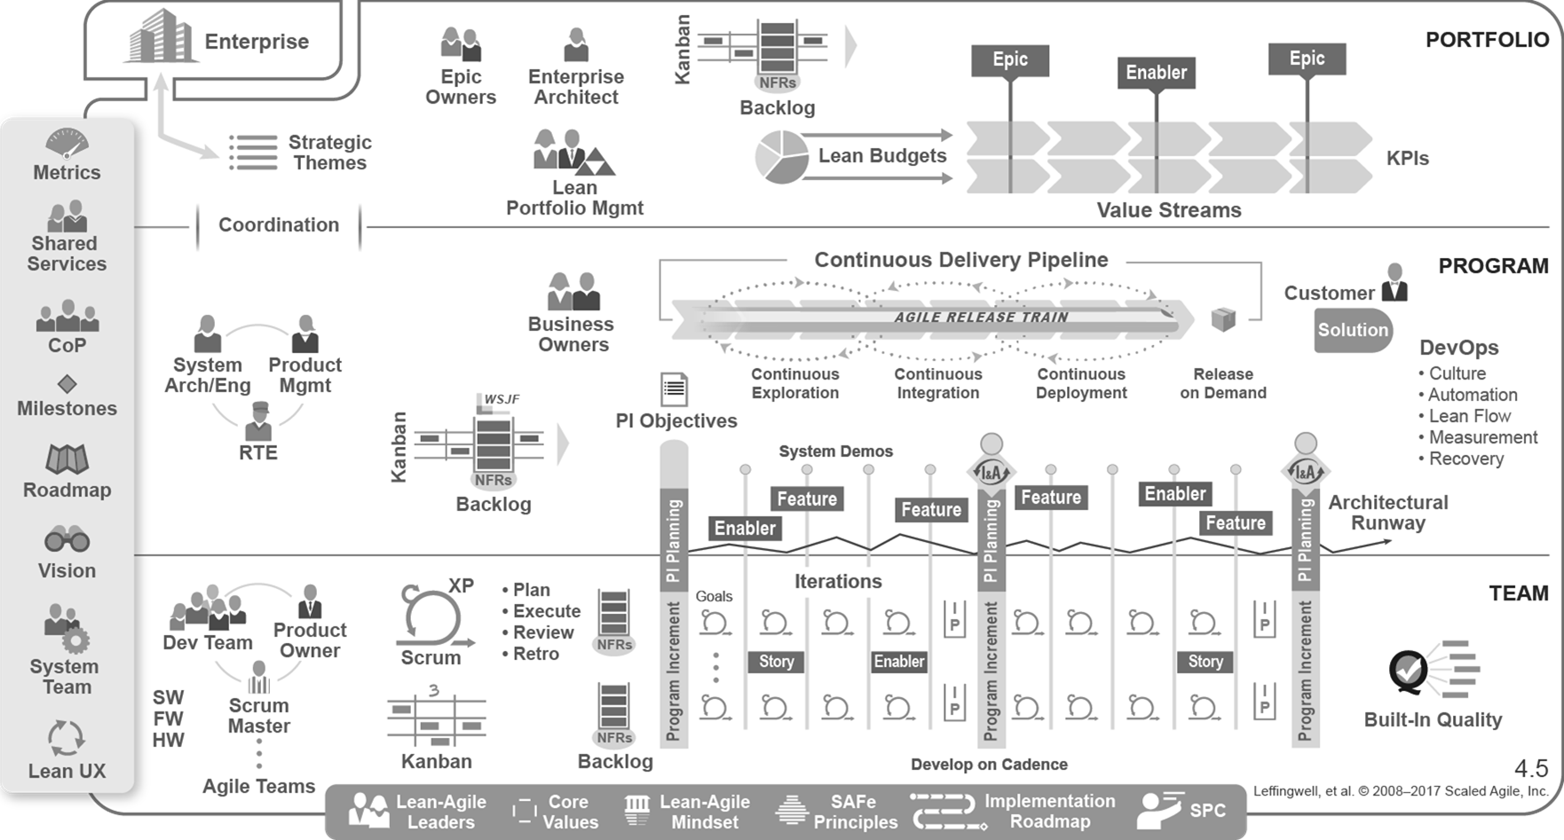 Enterprise
Strategic
Themes
Coordination
Epic
Owners
Enterprise
Architect
Lean
Portfolio Mgmt
Kanban
NFRs
Backlog
Lean Budgets
Epic
Enabler
Epic
KPIs
Value Streams
PORTFOLIO
Metrics
Shared
Services
CoP
Milestones
Roadmap
Vision
System
Team
Lean UX
PROGRAM
Business
Owners
Continuous Delivery Pipeline
AGILE RELEASE TRAIN
Continuous
Exploration
Continuous
Integration
Continuous
Deployment
Release
on Demand
Customer
Solution
DevOps
• Culture
• Automation
• Lean Flow
• Measurement
• Recovery
System
Arch/Eng
Product
Mgmt
RTE
Kanban
WSJF
NFRs
Backlog
PI Objectives
System Demos
Enabler
Feature
Feature
I&A
Feature
Enabler
Feature
I&A
Architectural
Runway
PI Planning
PI Planning
PI Planning
TEAM
Dev Team
Product
Owner
Scrum
Master
SW
FW
HW
Agile Teams
XP
Scrum
• Plan
• Execute
• Review
• Retro
3
Kanban
NFRs
NFRs
Backlog
Program Increment
Program Increment
Program Increment
Iterations
Goals
I
P
I
P
Story
Enabler
Story
I
P
I
P
Develop on Cadence
Q
Built-In Quality
4.5
Leffingwell, et al. © 2008–2017 Scaled Agile, Inc.
Lean-Agile
Leaders
Core
Values
Lean-Agile
Mindset
SAFe
Principles
Implementation
Roadmap
SPC